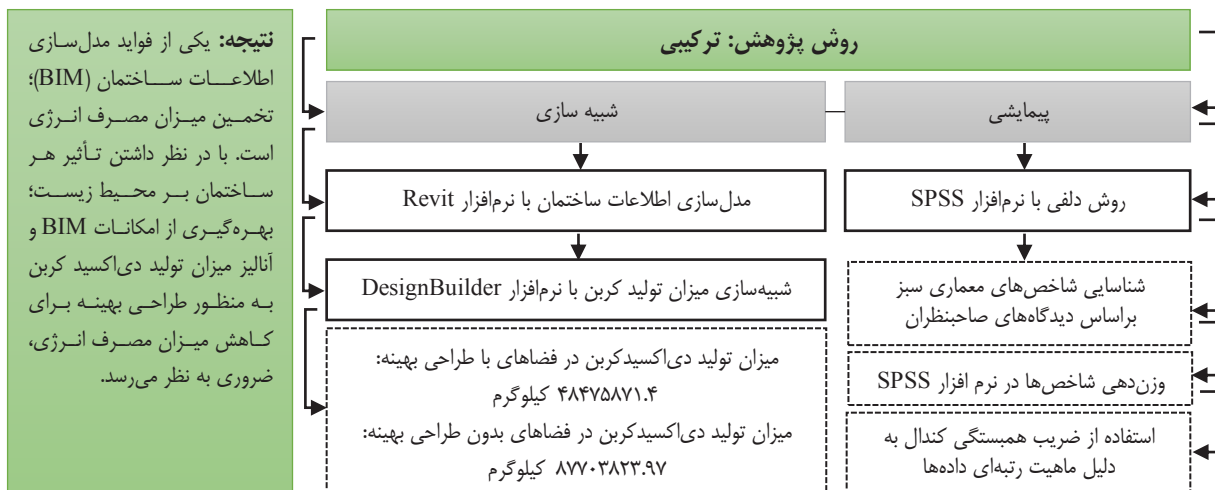 روش پژوهش: ترکیبی
پیمایشی
روش دلفی با نرم‌افزار SPSS
شناسایی شاخص‌های معماری سبز
براساس دیدگاه‌های صاحبنظران
وزن‌دهی شاخص‌ها در نرم افزار SPSS
استفاده از ضریب همبستگی کندال به
دلیل ماهیت رتبه‌ای داده‌ها
شبیه سازی
مدل‌سازی اطلاعات ساختمان با نرم‌افزار Revit
شبیه‌سازی میزان تولید کربن با نرم‌افزار DesignBuilder
میزان تولید دی‌اکسیدکربن در فضاهای با طراحی بهینه:
۴۸۴۷۵۸۷۱.۴ کیلوگرم
میزان تولید دی‌اکسیدکربن در فضاهای بدون طراحی بهینه:
۸۷۷۰۳۸۲۳.۹۷ کیلوگرم
نتیجه: یکی از فواید مدل‌سازی
اطلاعات ساختمان (BIM)؛
تخمین میزان مصرف انرژی
است. با در نظر داشتن تأثیر هر
ساختمان بر محیط زیست؛
بهره‌گیری از امکانات BIM و
آنالیز میزان تولید دی‌اکسید کربن
به منظور طراحی بهینه برای
کاهش میزان مصرف انرژی،
ضروری به نظر می‌رسد.